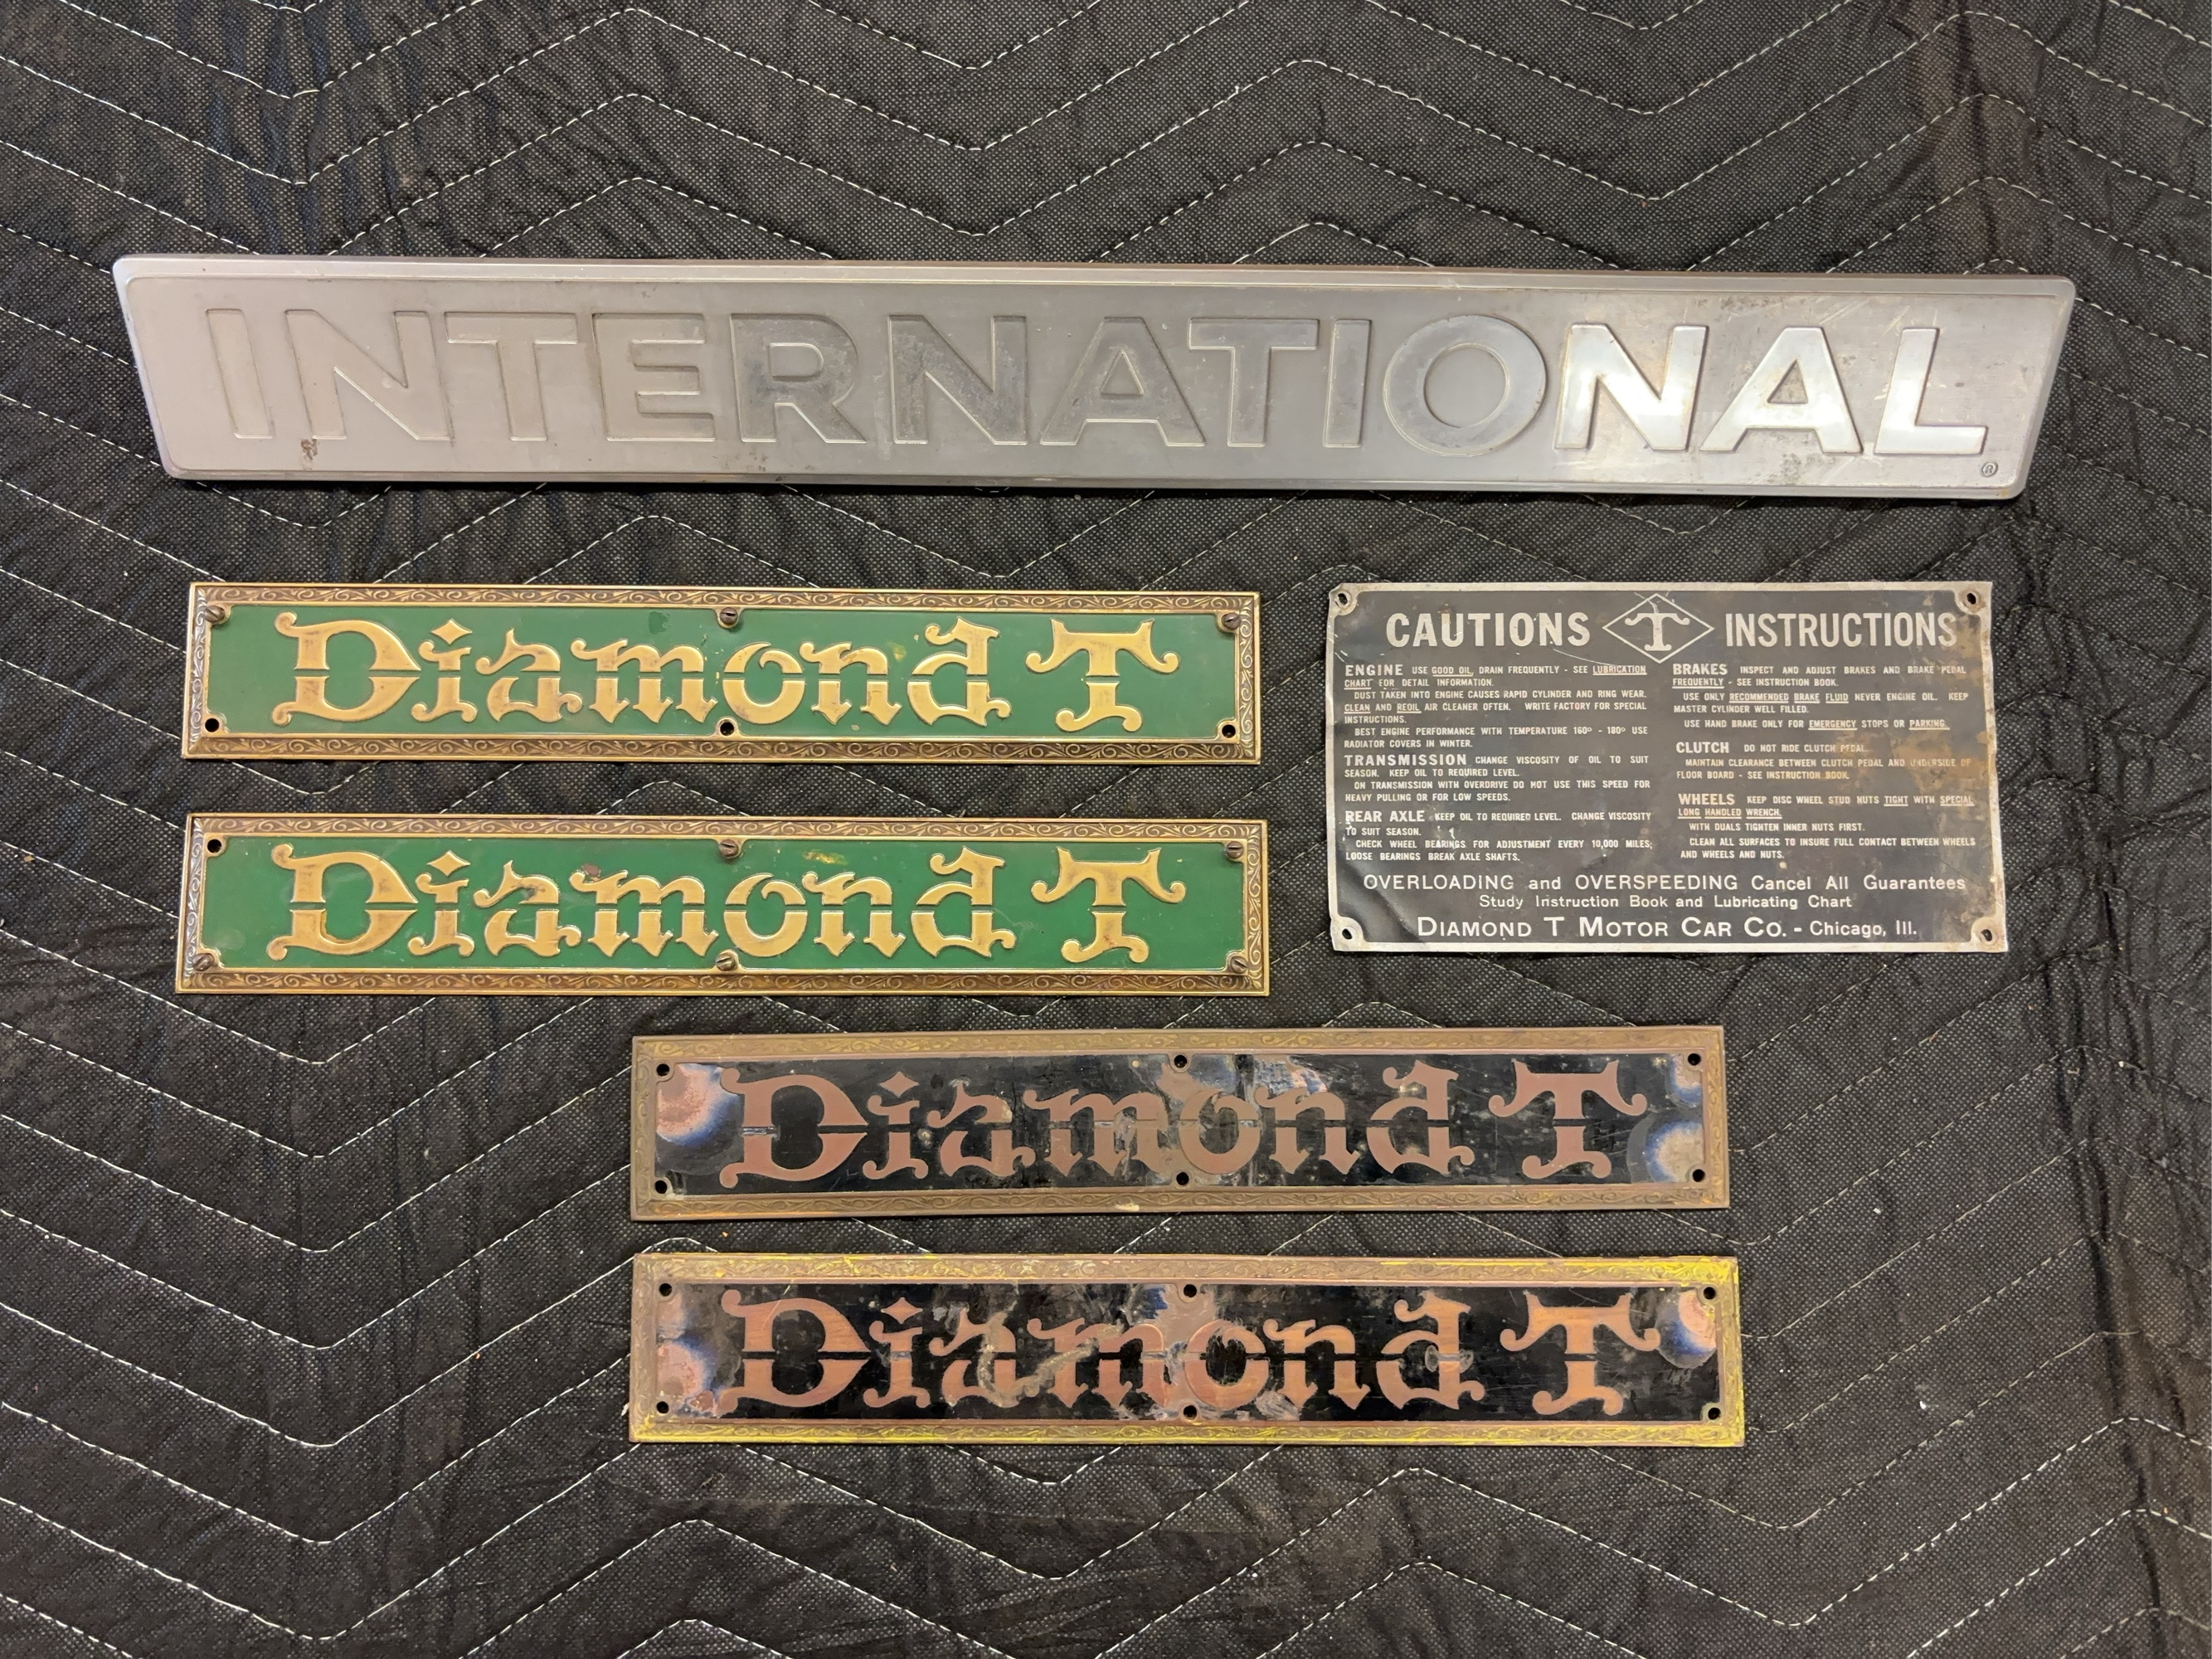 INTERNATIONAL
®
Diamond T
Diamond T
CAUTIONS T INSTRUCTIONS
ENGINE USE GOOD OIL, DRAIN FREQUENTLY - SEE LUBRICATION
CHART FOR DETAIL INFORMATION.
DUST TAKEN INTO ENGINE CAUSES RAPID CYLINDER AND RING WEAR.
CLEAN AND REOIL AIR CLEANER OFTEN. WRITE FACTORY FOR SPECIAL
INSTRUCTIONS.
BEST ENGINE PERFORMANCE WITH TEMPERATURE 160° - 180° USE
RADIATOR COVERS IN WINTER.
TRANSMISSION CHANGE VISCOSITY OF OIL TO SUIT
SEASON. KEEP OIL TO REQUIRED LEVEL.
ON TRANSMISSION WITH OVERDRIVE DO NOT USE THIS SPEED FOR
HEAVY PULLING OR FOR LOW SPEEDS.
REAR AXLE KEEP OIL TO REQUIRED LEVEL. CHANGE VISCOSITY
TO SUIT SEASON.
CHECK WHEEL BEARINGS FOR ADJUSTMENT EVERY 10,000 MILES;
LOOSE BEARINGS BREAK AXLE SHAFTS.
BRAKES INSPECT AND ADJUST BRAKES AND BRAKE PEDAL
FREQUENTLY - SEE INSTRUCTION BOOK.
USE ONLY RECOMMENDED BRAKE FLUID NEVER ENGINE OIL. KEEP
MASTER CYLINDER WELL FILLED.
USE HAND BRAKE ONLY FOR EMERGENCY STOPS OR PARKING.
CLUTCH DO NOT RIDE CLUTCH PEDAL.
MAINTAIN CLEARANCE BETWEEN CLUTCH PEDAL AND UNDERSIDE OF
FLOOR BOARD - SEE INSTRUCTION BOOK.
WHEELS KEEP DISC WHEEL STUD NUTS TIGHT WITH SPECIAL
LONG HANDLED WRENCH.
WITH DUALS TIGHTEN INNER NUTS FIRST.
CLEAN ALL SURFACES TO INSURE FULL CONTACT BETWEEN WHEELS
AND WHEELS AND NUTS.
OVERLOADING and OVERSPEEDING Cancel All Guarantees
Study Instruction Book and Lubricating Chart
DIAMOND T MOTOR CAR CO. - Chicago, Ill.
Diamond T
Diamond T